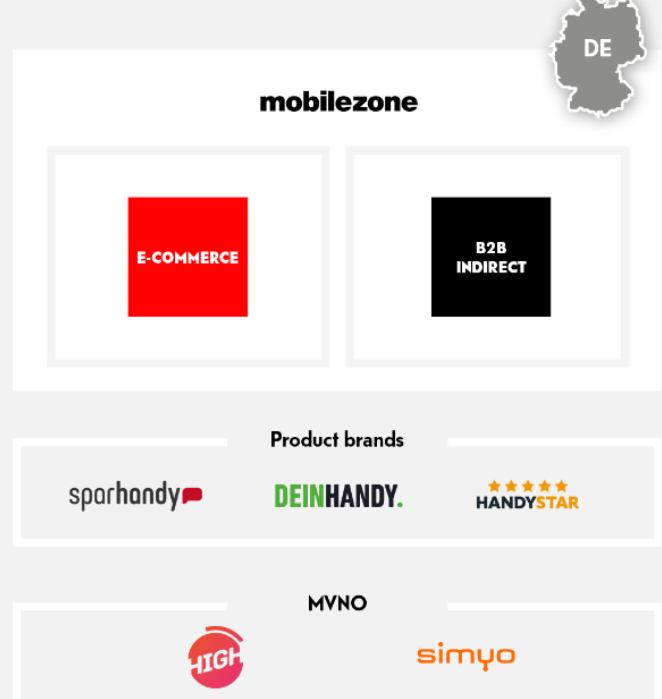 DE
mobilezone
E-COMMERCE
B2B
INDIRECT
Product brands
sparhandy
DEINHANDY.
HANDYSTAR
MVNO
HIGH
simyo